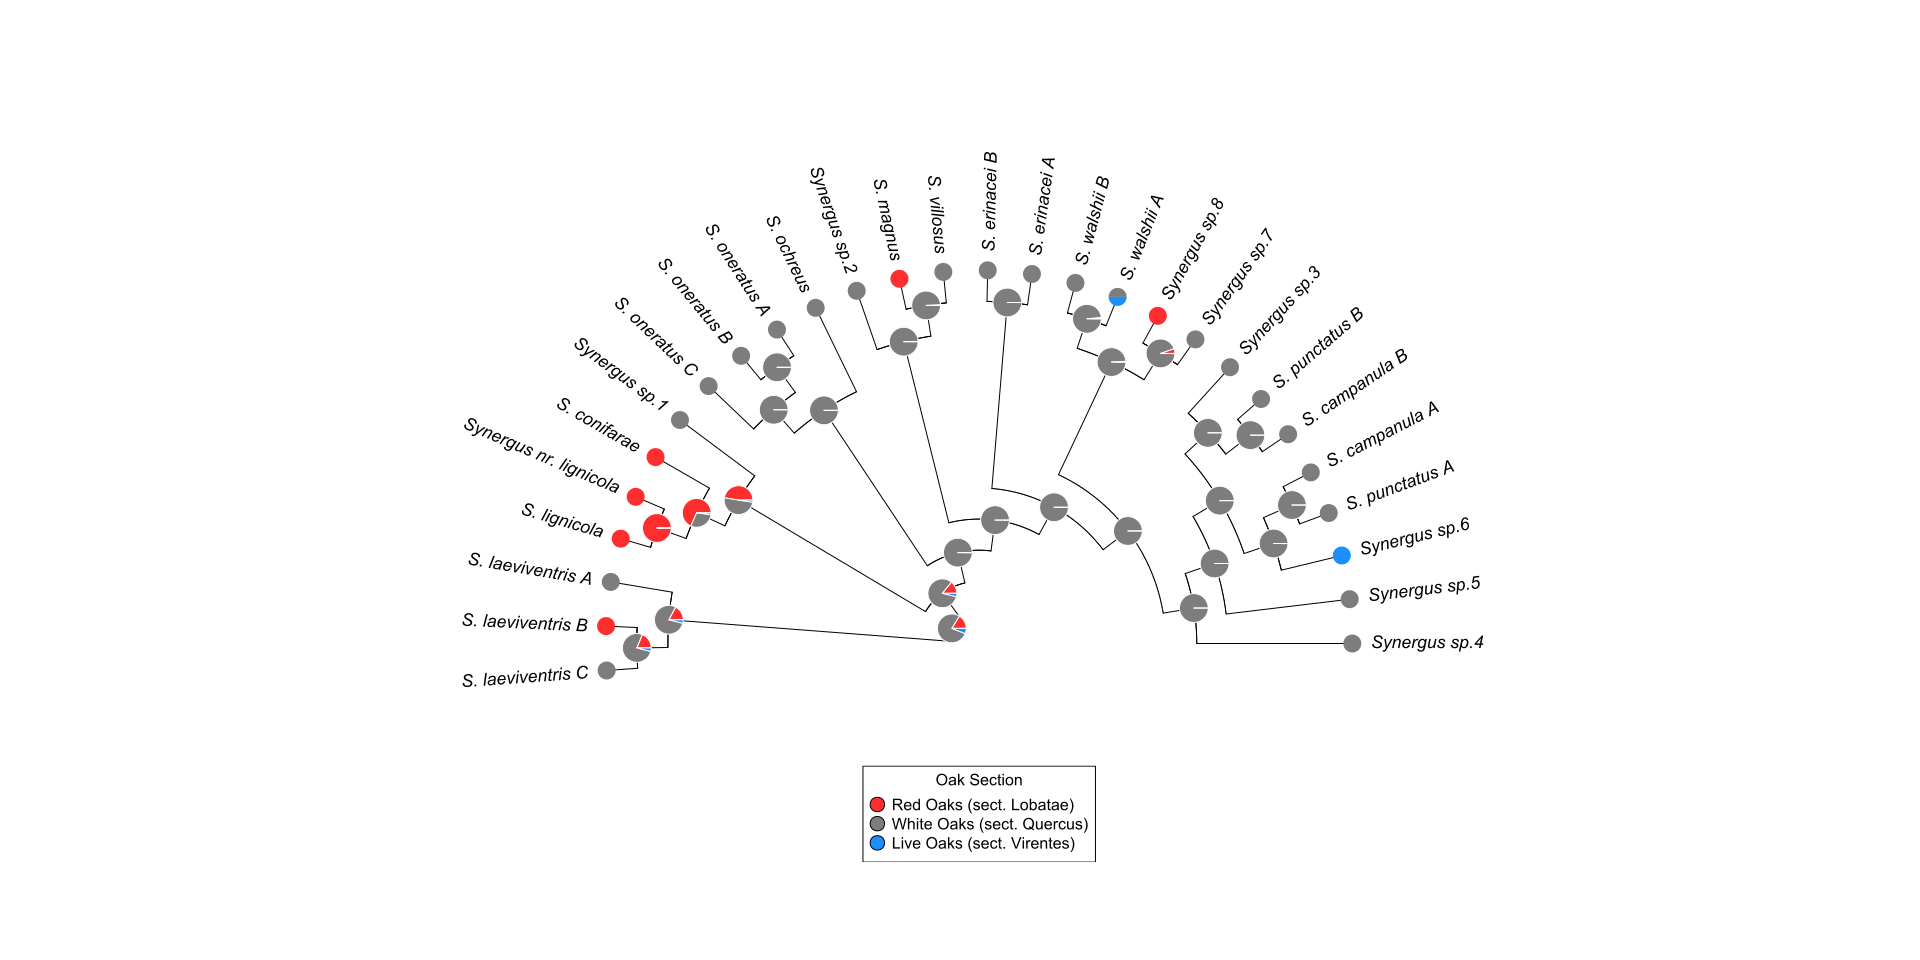 S. laeviventris C
S. laeviventris B
S. laeviventris A
S. lignicola
Synergus nr. lignicola
S. conifarae
Synergus sp.1
S. oneratus C
S. oneratus B
S. oneratus A
S. ochreus
Synergus sp.2
S. magnus
S. villosus
S. erinacei B
S. erinacei A
S. walshii B
S. walshii A
Synergus sp.8
Synergus sp.7
Synergus sp.3
S. punctatus B
S. campanula B
S. campanula A
S. punctatus A
Synergus sp.6
Synergus sp.5
Synergus sp.4
Oak Section
Red Oaks (sect. Lobatae)
White Oaks (sect. Quercus)
Live Oaks (sect. Virentes)